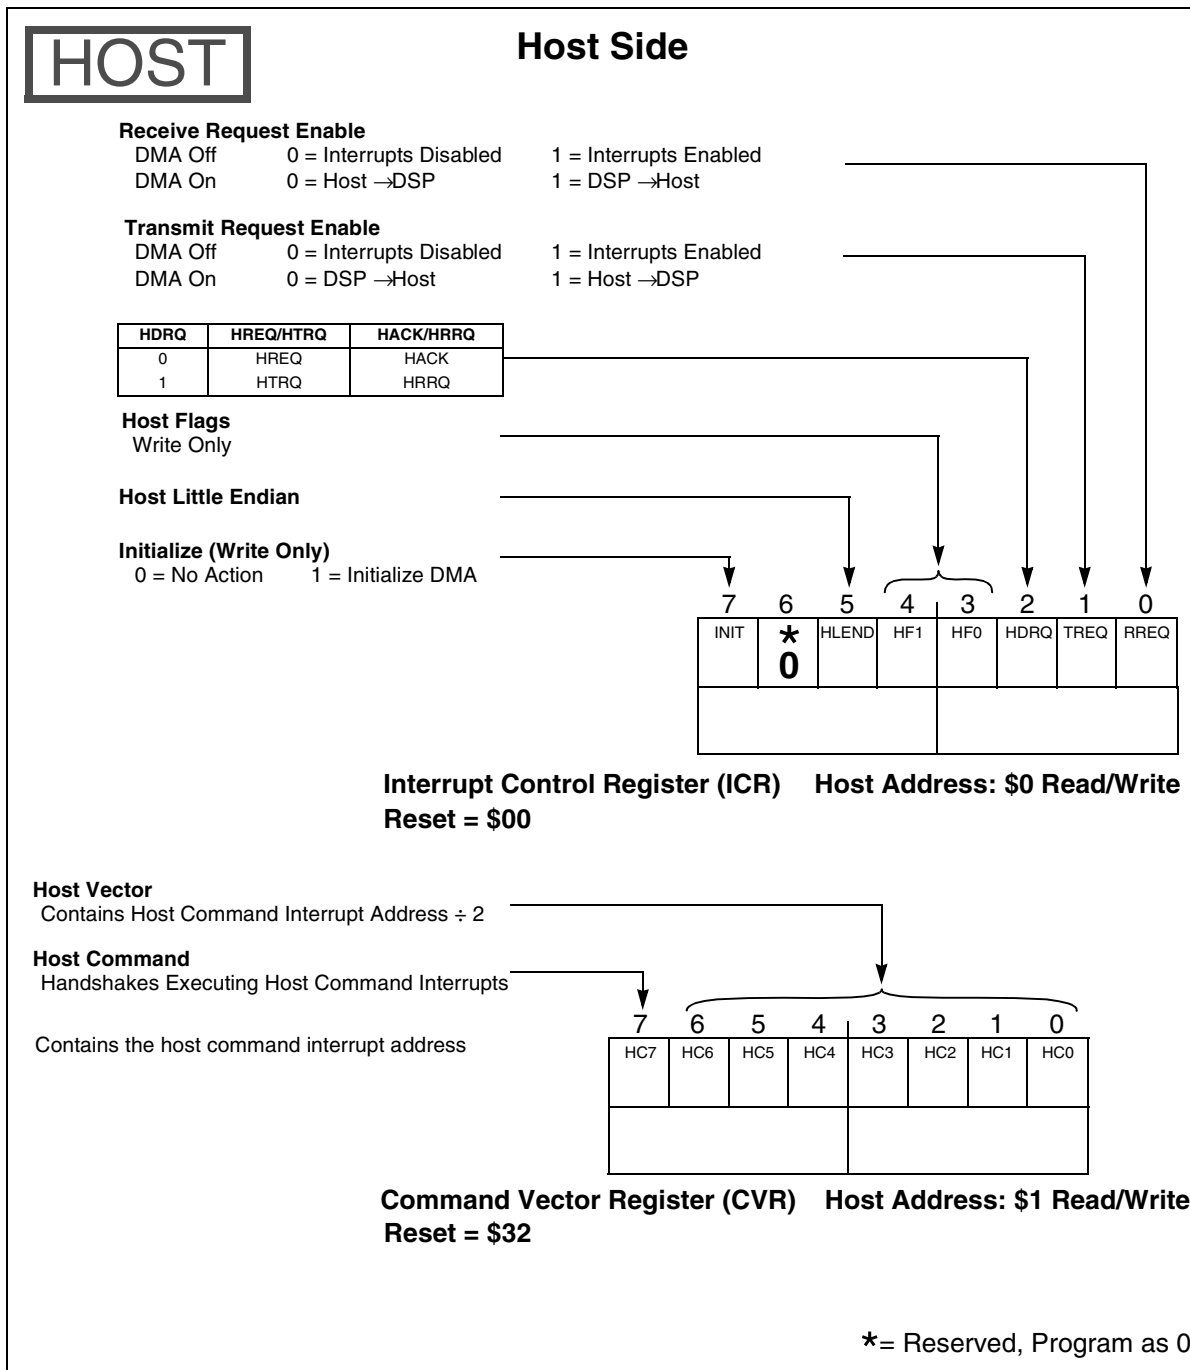 HOST
Host Side
Receive Request Enable
DMA Off 0 = Interrupts Disabled 1 = Interrupts Enabled
DMA On 0 = Host →DSP 1 = DSP →Host
Transmit Request Enable
DMA Off 0 = Interrupts Disabled 1 = Interrupts Enabled
DMA On 0 = DSP →Host 1 = Host →DSP
HDRQ HREQ/HTRQ HACK/HRRQ
0 HREQ HACK
1 HTRQ HRRQ
Host Flags
Write Only
Host Little Endian
Initialize (Write Only)
0 = No Action 1 = Initialize DMA
7 6 5 4 3 2 1 0
INIT * HLEND HF1 HF0 HDRQ TREQ RREQ
0
Interrupt Control Register (ICR) Host Address: $0 Read/Write
Reset = $00
Host Vector
Contains Host Command Interrupt Address ÷ 2
Host Command
Handshakes Executing Host Command Interrupts
Contains the host command interrupt address
7 6 5 4 3 2 1 0
HC7 HC6 HC5 HC4 HC3 HC2 HC1 HC0
Command Vector Register (CVR) Host Address: $1 Read/Write
Reset = $32
*= Reserved, Program as 0